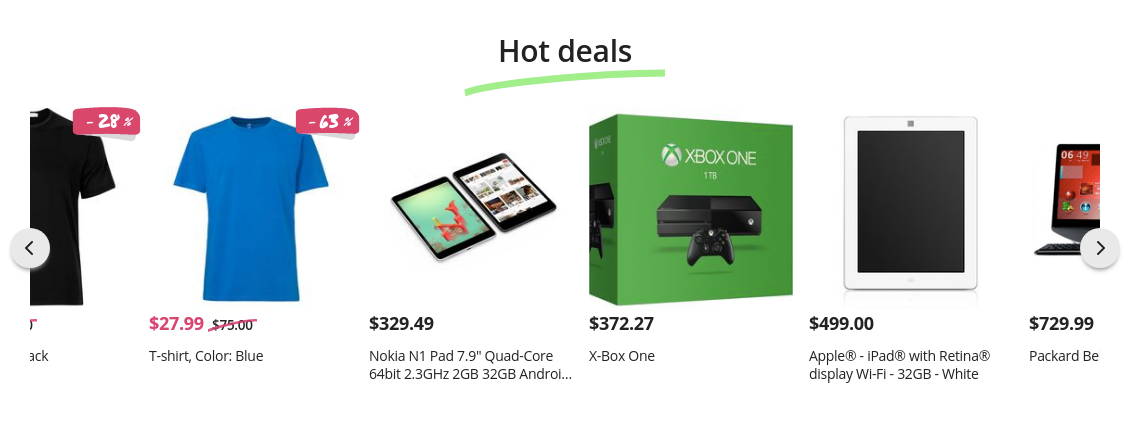 Hot deals
- 28 %
- 63 %
XBOX ONE
1 TB
06 49
$27.99 $75.00
$329.49
$372.27
$499.00
$729.99
ack
T-shirt, Color: Blue
Nokia N1 Pad 7.9" Quad-Core
64bit 2.3GHz 2GB 32GB Androi...
X-Box One
Apple® - iPad® with Retina®
display Wi-Fi - 32GB - White
Packard Be